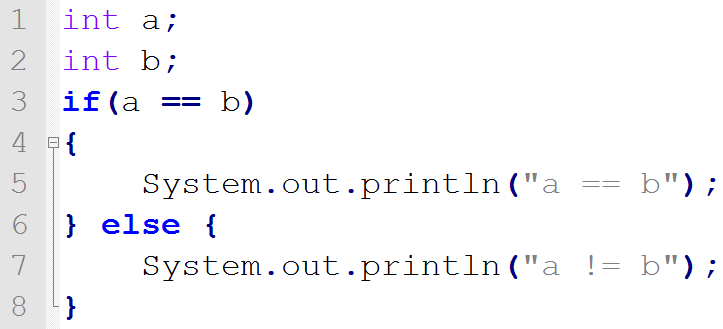 1 int a;
2 int b;
3 if(a == b)
4 {
5     System.out.println("a == b");
6 } else {
7     System.out.println("a != b");
8 }